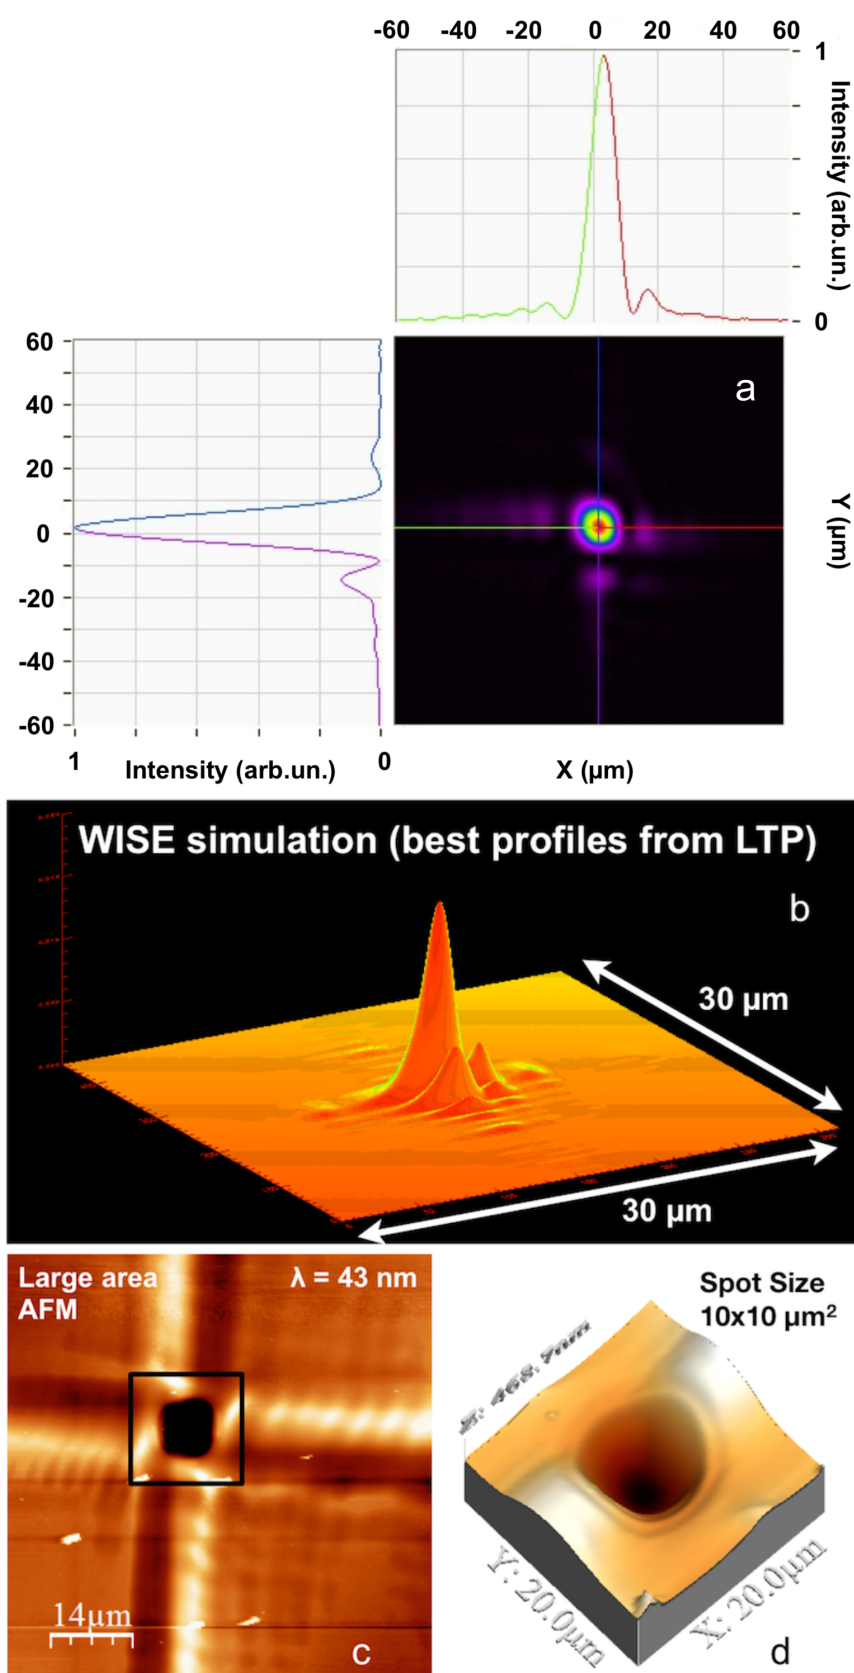 -60 -40 -20 0 20 40 60
1
Intensity (arb.un.)
0
60
40
20
0
-20
-40
-60
a
Y (µm)
1 Intensity (arb.un.) 0
X (µm)
WISE simulation (best profiles from LTP)
b
30 µm
30 µm
Large area λ = 43 nm
AFM
14µm
c
Spot Size
10x10 µm²
Z: 468.7nm
Y: 20.0µm
X: 20.0µm
d